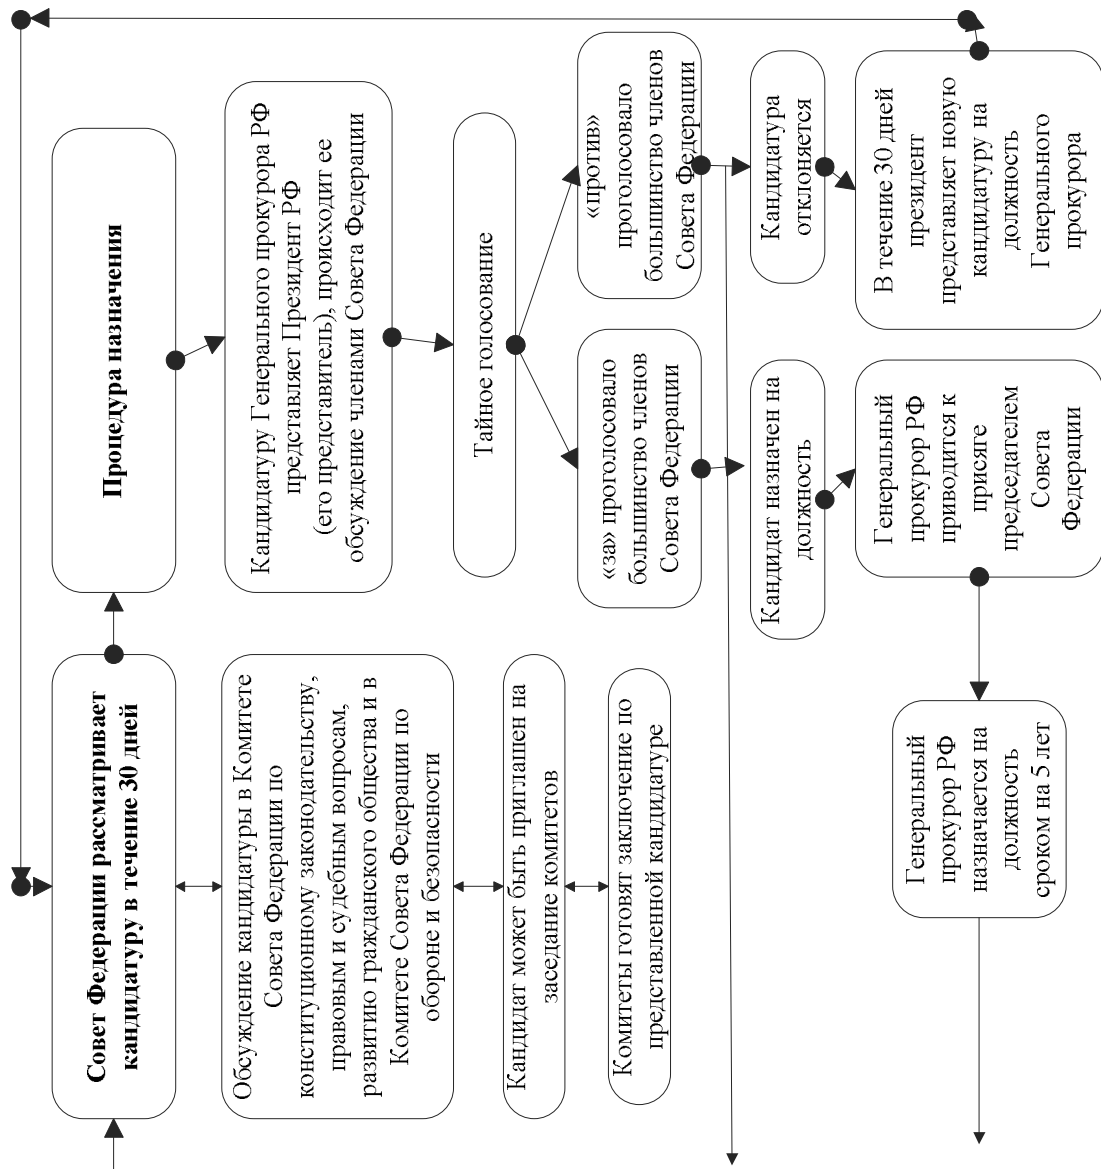 Совет Федерации рассматривает
кандидатуру в течение 30 дней
Обсуждение кандидатуры в Комитете
Совета Федерации по
конституционному законодательству,
правовым и судебным вопросам,
развитию гражданского общества и в
Комитете Совета Федерации по
обороне и безопасности
Кандидат может быть приглашен на
заседание комитетов
Комитеты готовят заключение по
представленной кандидатуре
Процедура назначения
Кандидатуру Генерального прокурора РФ
представляет Президент РФ
(его представитель), происходит ее
обсуждение членами Совета Федерации
Тайное голосование
«за» проголосовало
большинство членов
Совета Федерации
«против»
проголосовало
большинство членов
Совета Федерации
Кандидат назначен на
должность
Кандидатура
отклоняется
Генеральный
прокурор РФ
приводится к
присяге
председателем
Совета
Федерации
В течение 30 дней
президент
представляет новую
кандидатуру на
должность
Генерального
прокурора
Генеральный
прокурор РФ
назначается на
должность
сроком на 5 лет